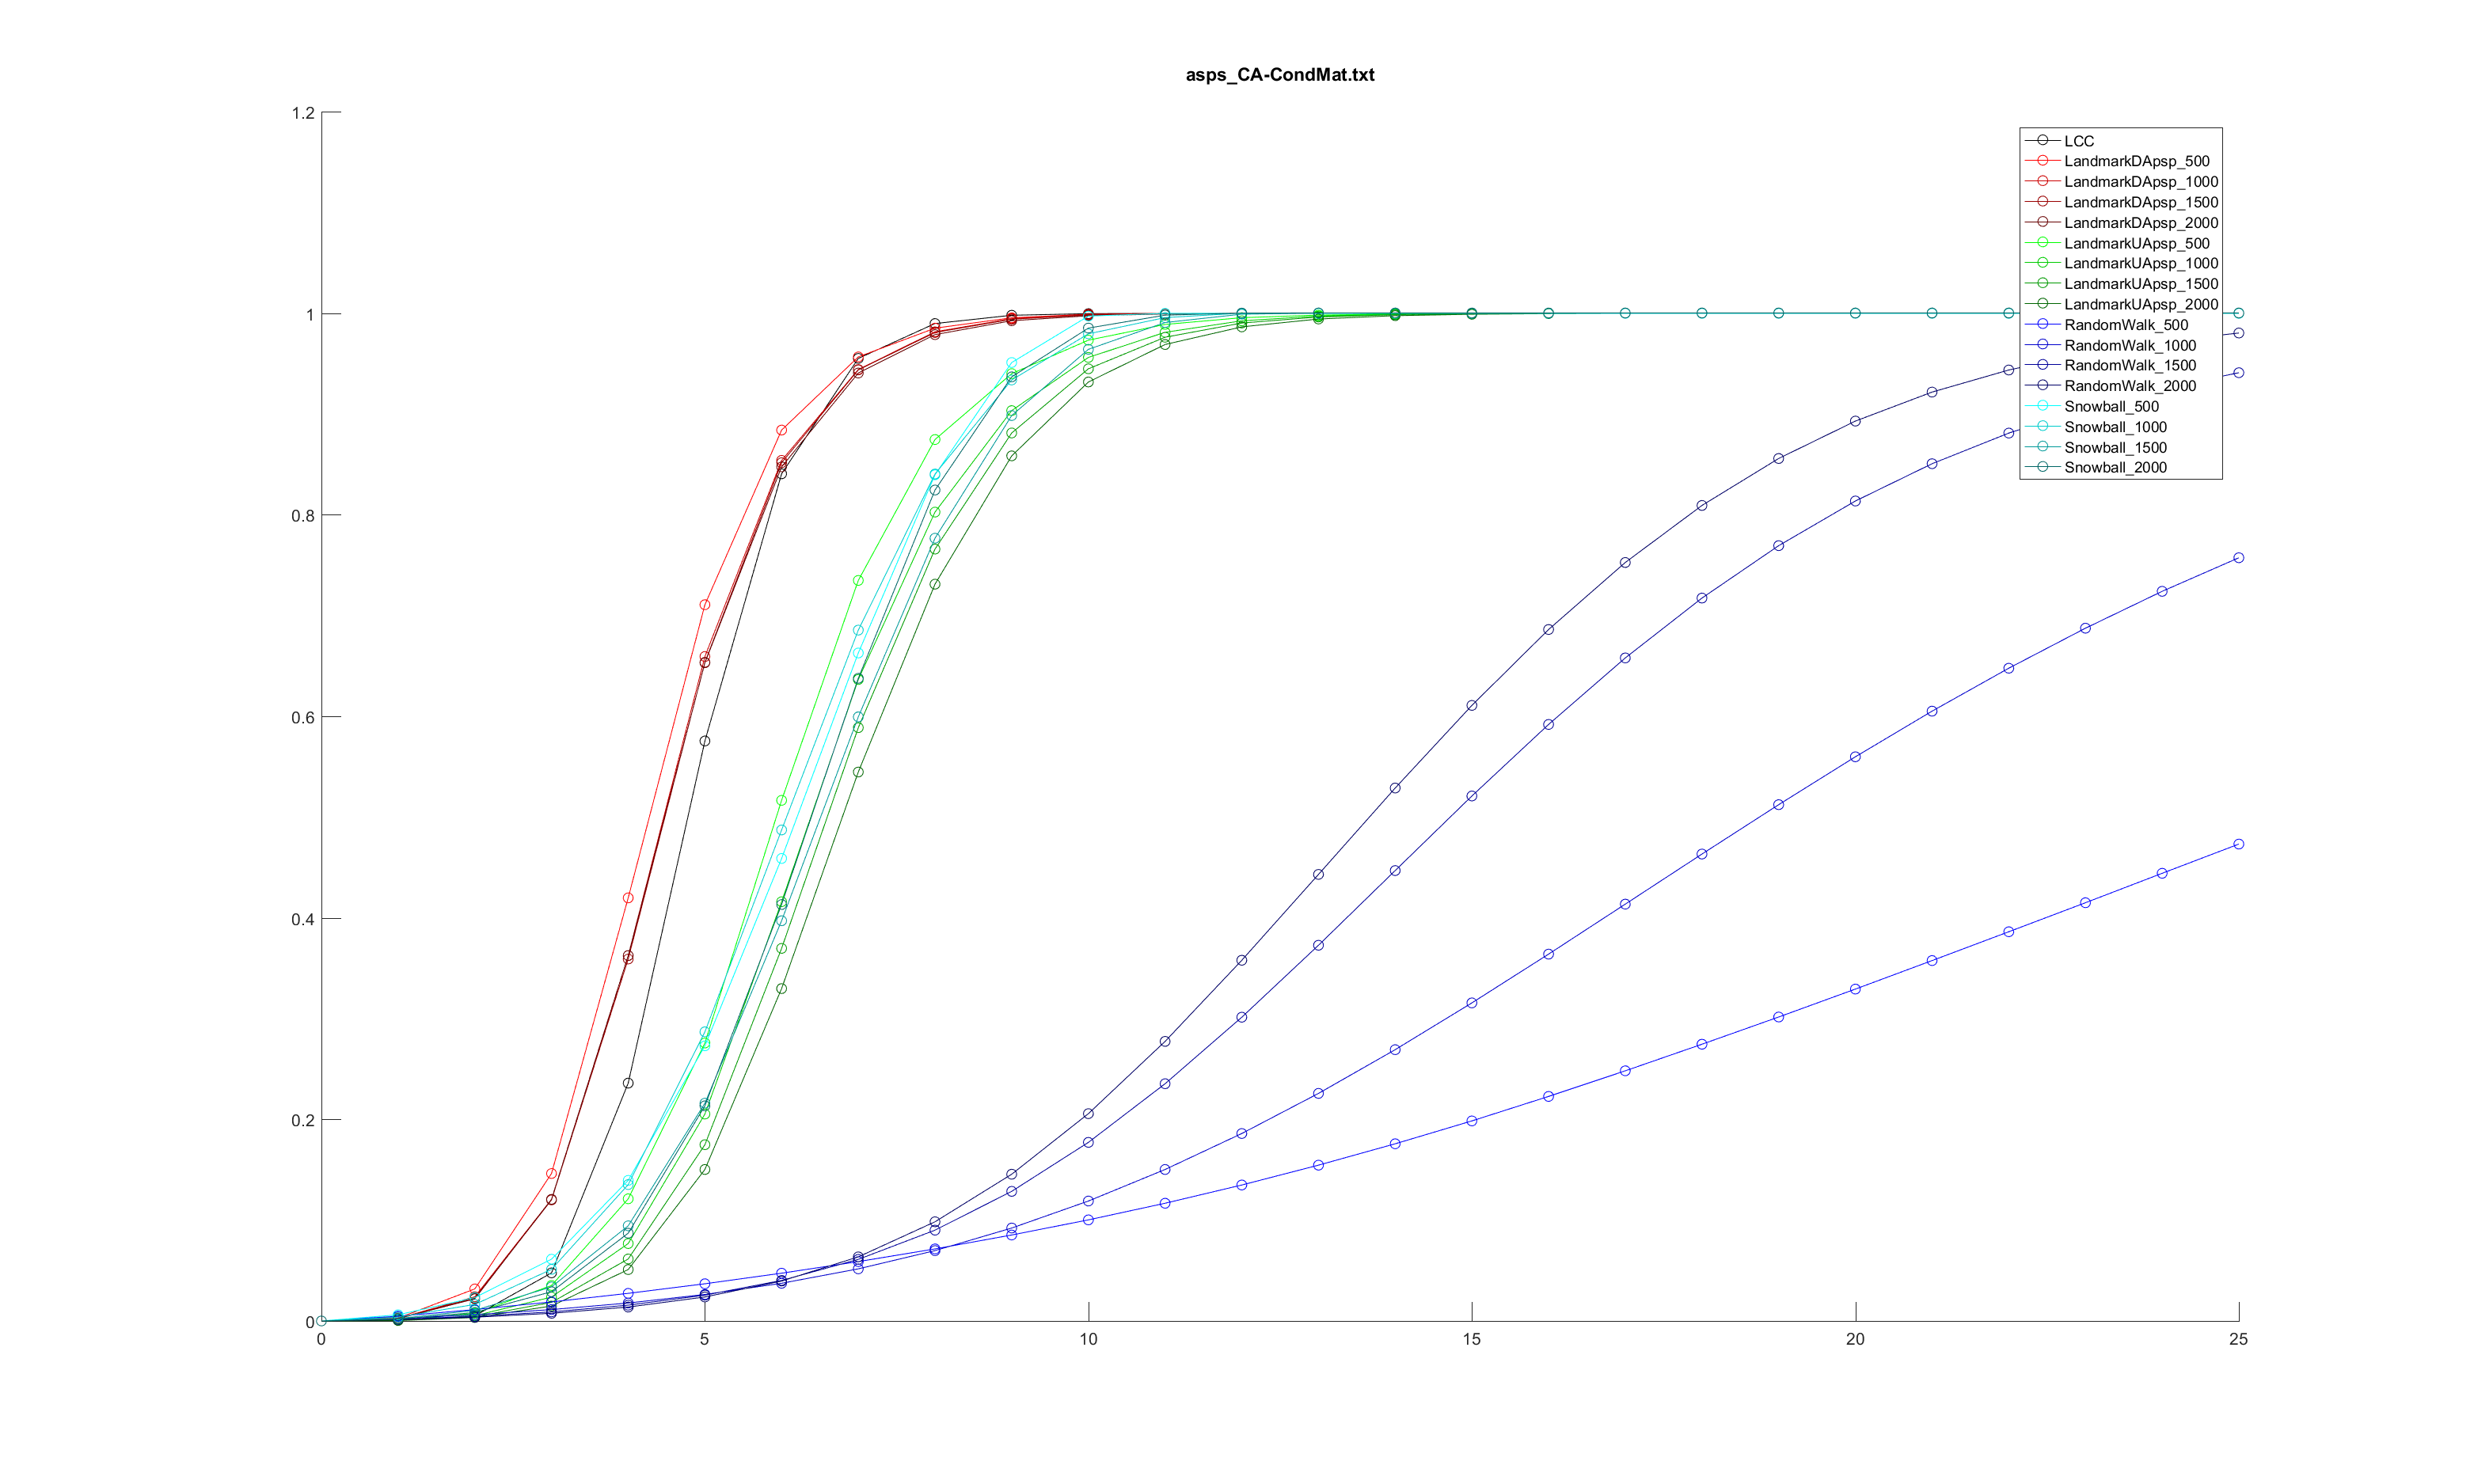 asps_CA-CondMat.txt
1.2
1
0.8
0.6
0.4
0.2
0
0 5 10 15 20 25
LCC
LandmarkDApsp_500
LandmarkDApsp_1000
LandmarkDApsp_1500
LandmarkDApsp_2000
LandmarkUApsp_500
LandmarkUApsp_1000
LandmarkUApsp_1500
LandmarkUApsp_2000
RandomWalk_500
RandomWalk_1000
RandomWalk_1500
RandomWalk_2000
Snowball_500
Snowball_1000
Snowball_1500
Snowball_2000